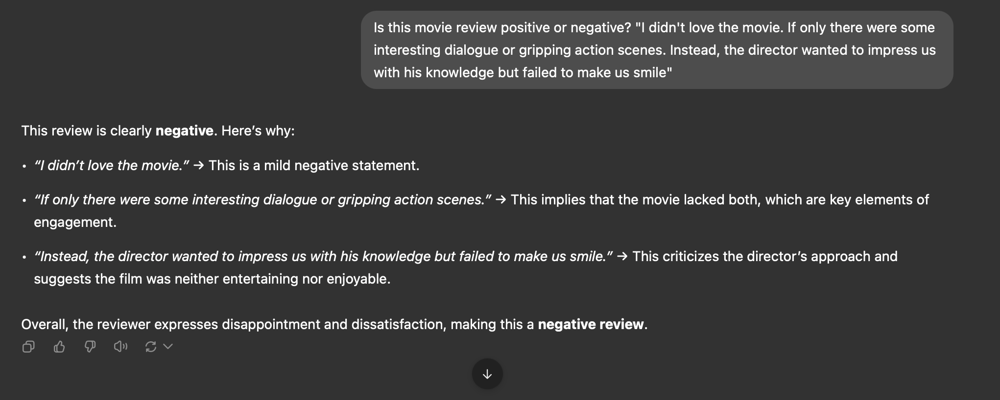 Is this movie review positive or negative? "I didn't love the movie. If only there were some
interesting dialogue or gripping action scenes. Instead, the director wanted to impress us
with his knowledge but failed to make us smile"
This review is clearly negative. Here’s why:
• “I didn’t love the movie.” → This is a mild negative statement.
• “If only there were some interesting dialogue or gripping action scenes.” → This implies that the movie lacked both, which are key elements of
engagement.
• “Instead, the director wanted to impress us with his knowledge but failed to make us smile.” → This criticizes the director’s approach and
suggests the film was neither entertaining nor enjoyable.
Overall, the reviewer expresses disappointment and dissatisfaction, making this a negative review.